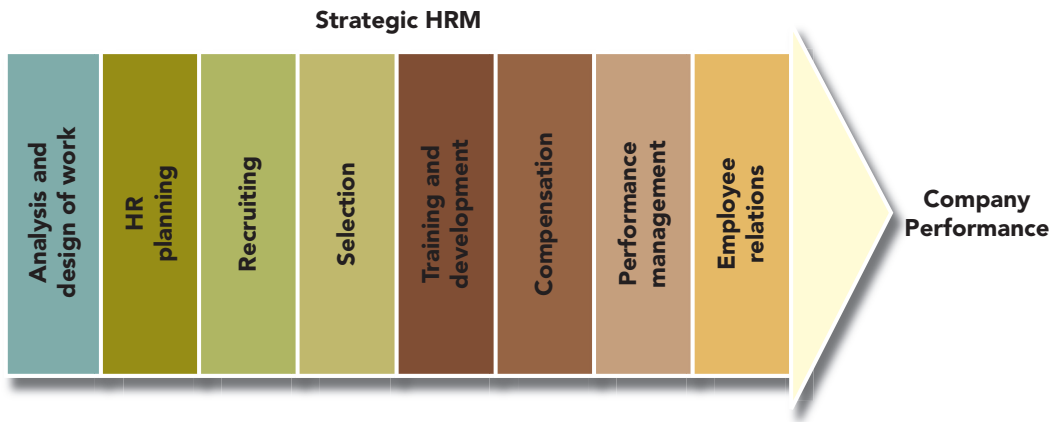 Strategic HRM
Analysis and
design of work
HR
planning
Recruiting
Selection
Training and
development
Compensation
Performance
management
Employee
relations
Company
Performance